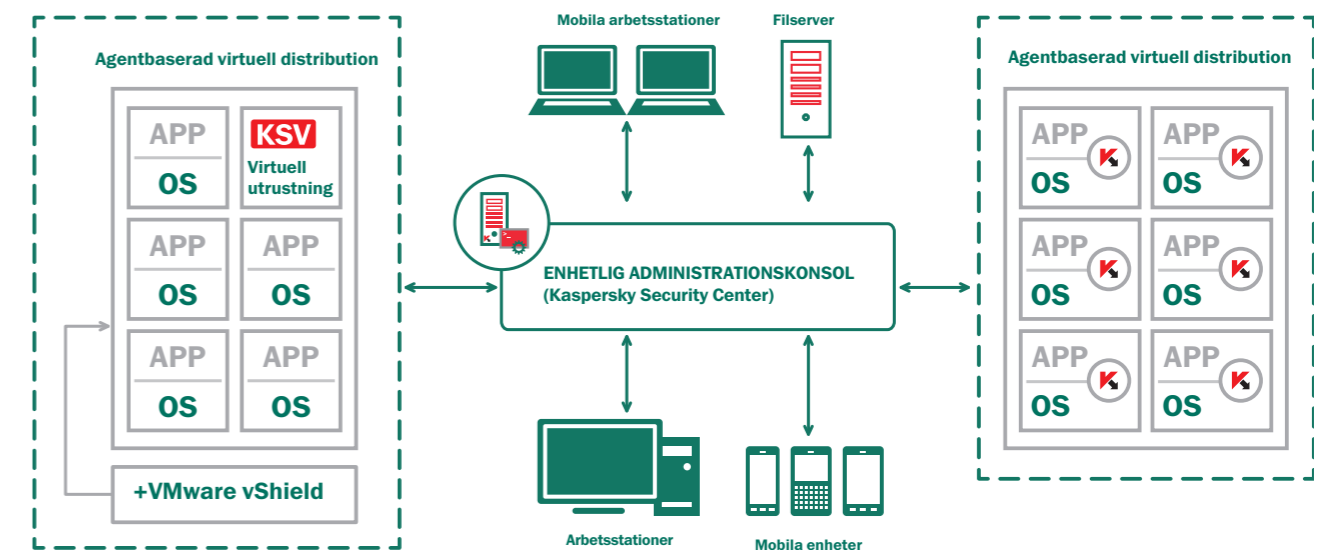 Mobila arbetsstationer
Filserver
Agentbaserad virtuell distribution
APP
OS
KSV
Virtuell
utrustning
APP
OS
APP
OS
APP
OS
APP
OS
+VMware vShield
ENHETLIG ADMINISTRATIONSKONSOL
(Kaspersky Security Center)
Arbetsstationer
Mobila enheter
Agentbaserad virtuell distribution
APP
OS
APP
OS
APP
OS
APP
OS
APP
OS
APP
OS